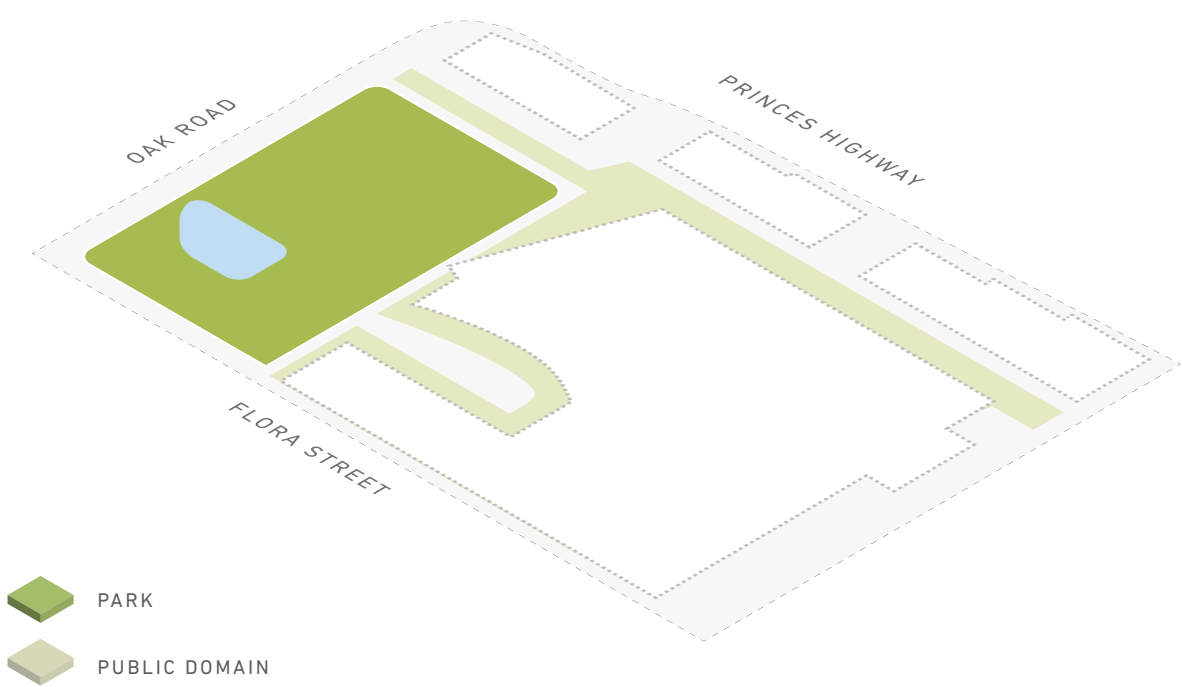 PRINCES HIGHWAY
OAK ROAD
FLORA STREET
PARK
PUBLIC DOMAIN